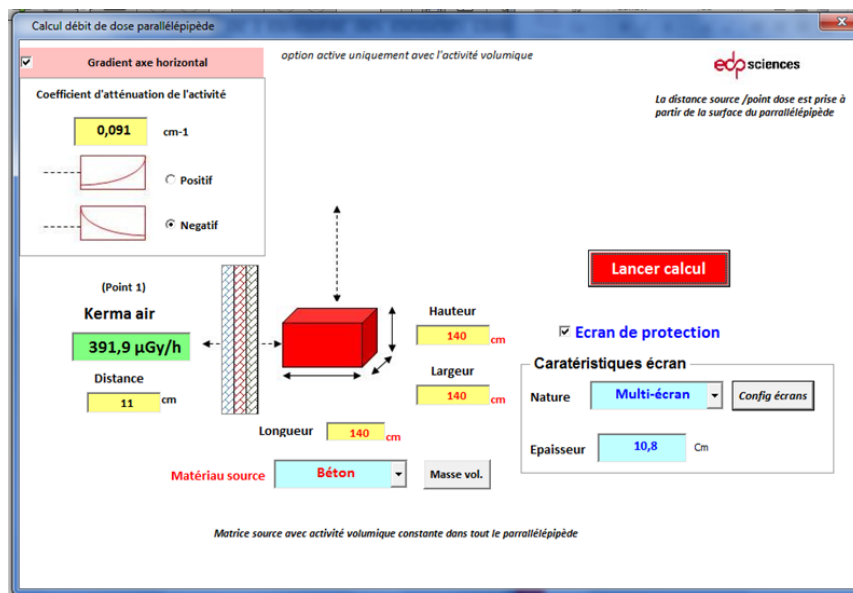 Calcul débit de dose parallélépipède
x
Gradient axe horizontal
option active uniquement avec l'activité volumique
edp sciences
La distance source /point dose est prise à
partir de la surface du parrallélépipède
Coefficient d'atténuation de l'activité
0,091 cm-1
Positif
Negatif
Lancer calcul
(Point 1)
Kerma air
391,9 µGy/h
Distance
11 cm
Hauteur
140 cm
Largeur
140 cm
Longueur 140 cm
Ecran de protection
Caratéristiques écran
Nature Multi-écran Config écrans
Epaisseur 10,8 Cm
Matériau source Béton Masse vol.
Matrice source avec activité volumique constante dans tout le parrallélépipède